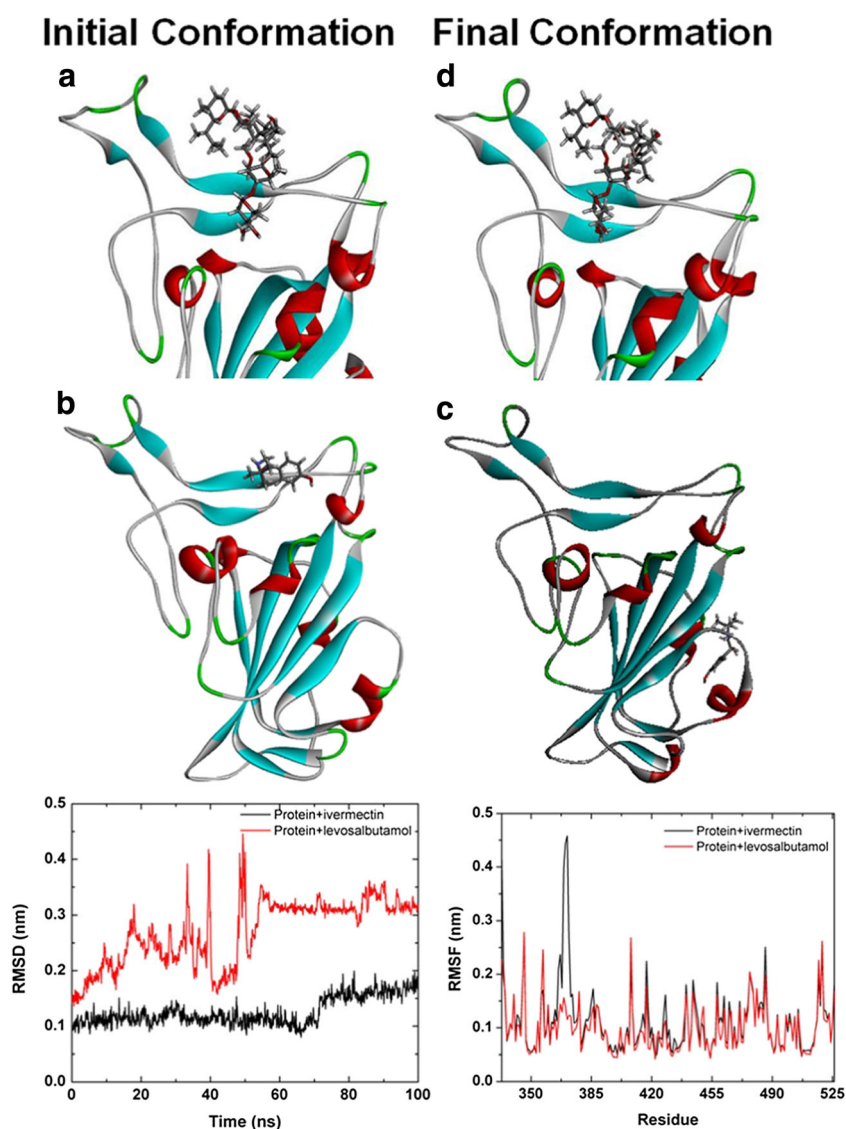 Initial Conformation
Final Conformation
a
d
b
c
0.5
0.4
0.3
0.2
0.1
0.0
RMSD (nm)
Protein+ivermectin
Protein+levosalbutamol
0
20
40
60
80
100
Time (ns)
0.5
0.4
0.3
0.2
0.1
0.0
RMSF (nm)
Protein+ivermectin
Protein+levosalbutamol
350
385
420
455
490
525
Residue